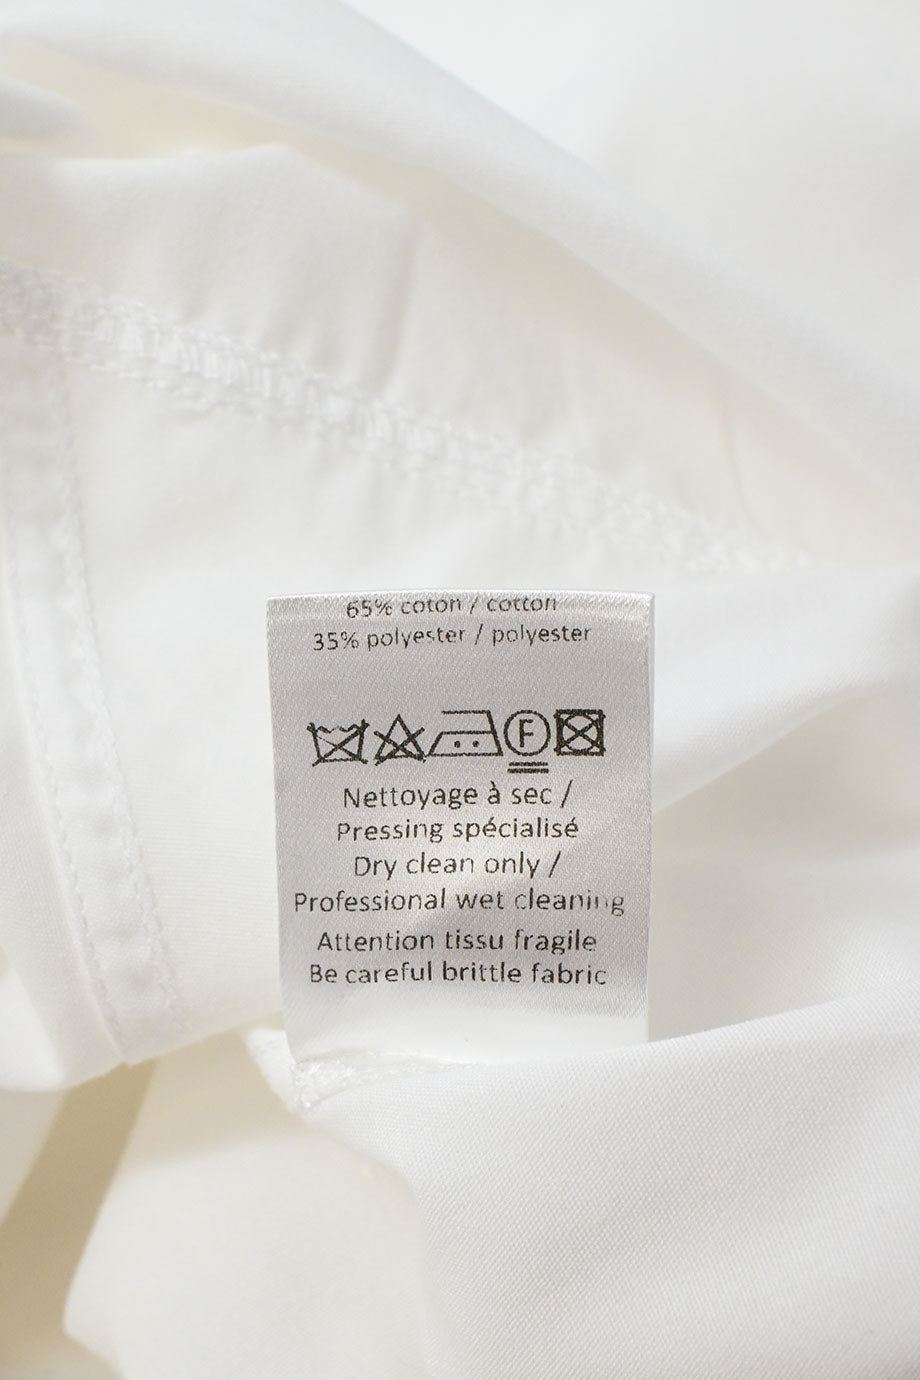 65% coton / cotton
35% polyester / polyester
F
Nettoyage à sec /
Pressing spécialisé
Dry clean only /
Professional wet cleaning
Attention tissu fragile
Be careful brittle fabric